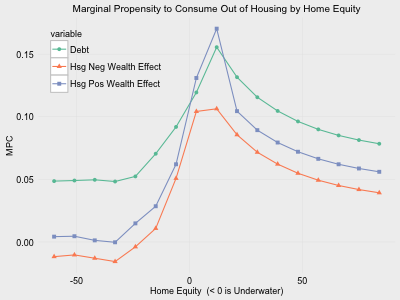 Marginal Propensity to Consume Out of Housing by Home Equity
variable
Debt
Hsg Neg Wealth Effect
Hsg Pos Wealth Effect
MPC
0.15
0.10
0.05
0.00
-50
0
50
Home Equity (< 0 is Underwater)